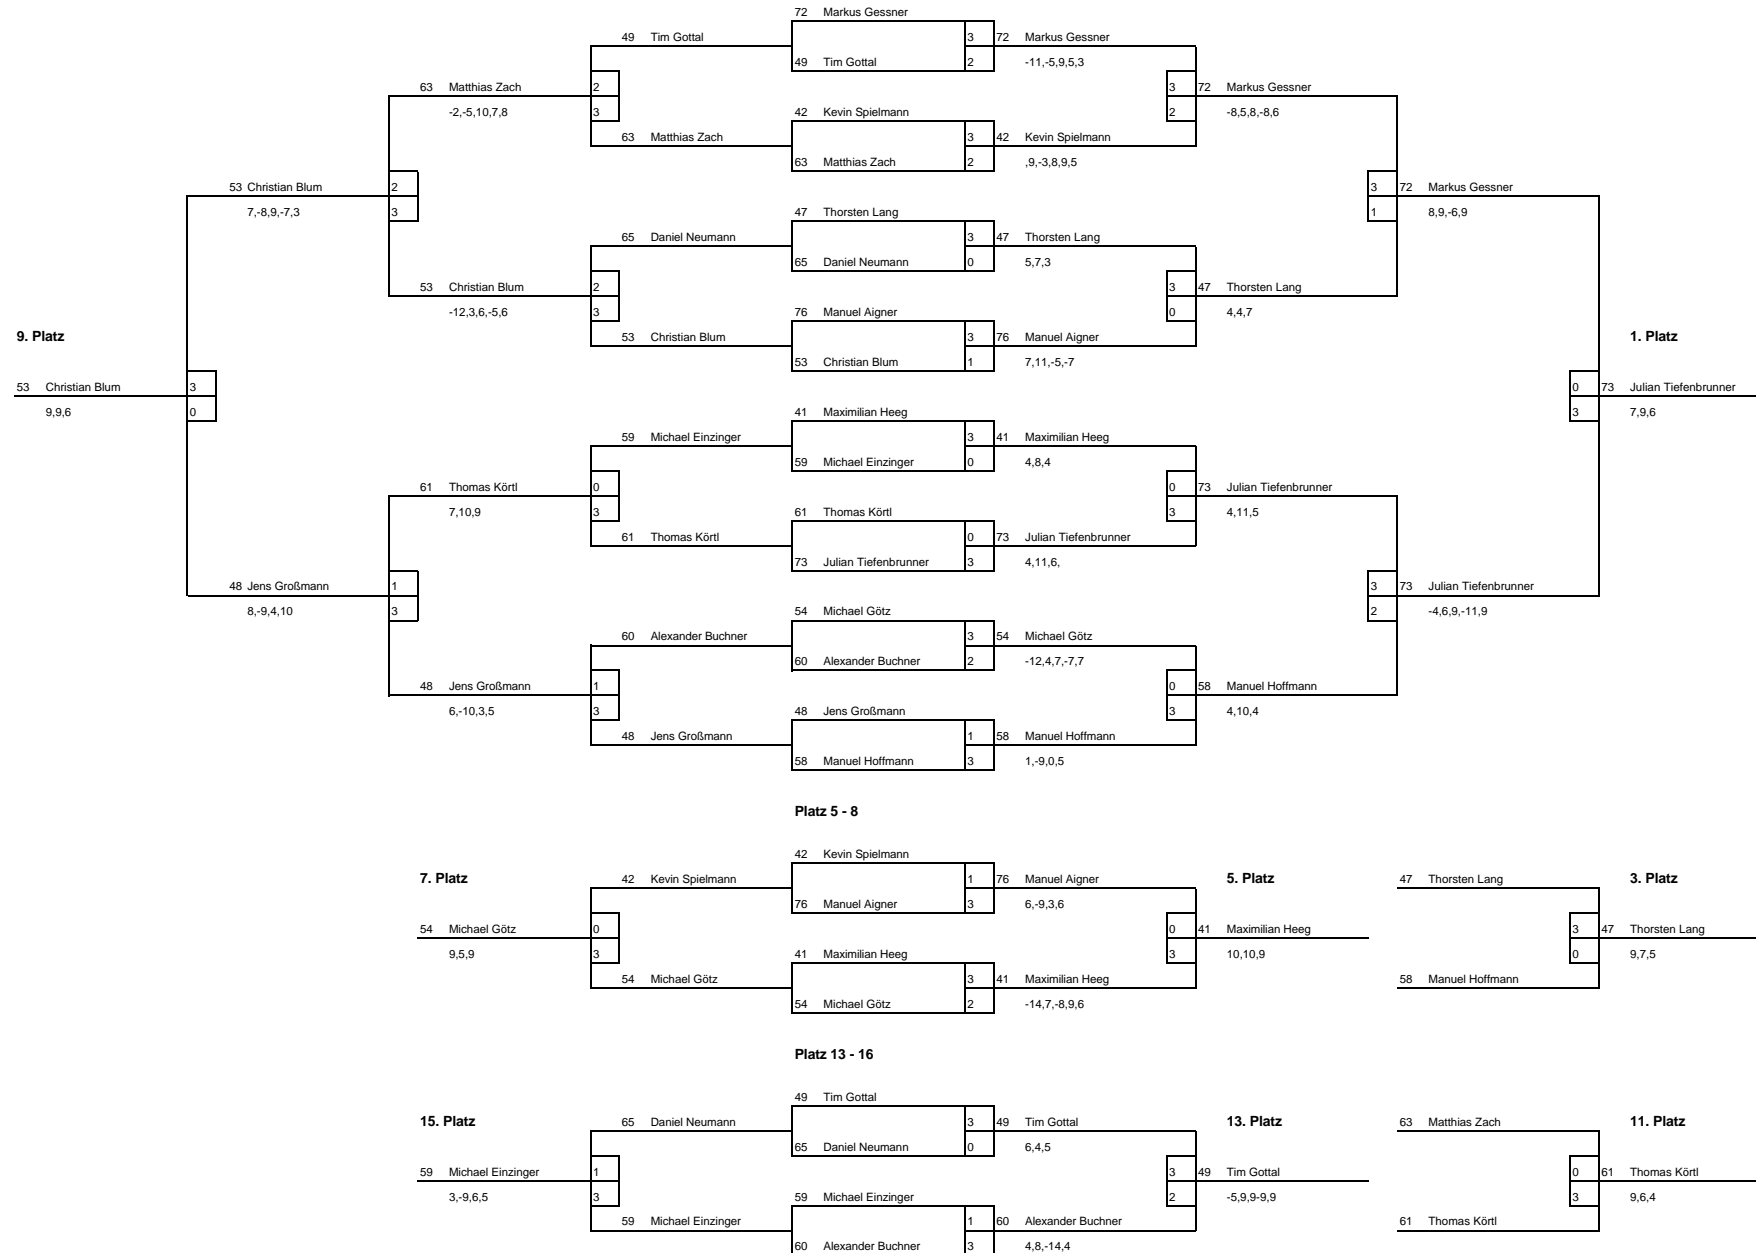 72 Markus Gessner
49 Tim Gottal 3 72 Markus Gessner
49 Tim Gottal 2 -11,-5,9,5,3
63 Matthias Zach 2 3 72 Markus Gessner
-2,-5,10,7,8 3 42 Kevin Spielmann 2 -8,5,8,-8,6
63 Matthias Zach 3 42 Kevin Spielmann
63 Matthias Zach 2 ,9,-3,8,9,5
53 Christian Blum 2 3 72 Markus Gessner
7,-8,9,-7,3 3 47 Thorsten Lang 1 8,9,-6,9
65 Daniel Neumann 3 47 Thorsten Lang
65 Daniel Neumann 0 5,7,3
53 Christian Blum 2 3 47 Thorsten Lang
-12,3,6,-5,6 3 76 Manuel Aigner 0 4,4,7
9. Platz 53 Christian Blum 3 76 Manuel Aigner 1. Platz
53 Christian Blum 1 7,11,-5,-7
53 Christian Blum 3 0 73 Julian Tiefenbrunner
9,9,6 0 41 Maximilian Heeg 3 7,9,6
59 Michael Einzinger 3 41 Maximilian Heeg
59 Michael Einzinger 0 4,8,4
61 Thomas Körtl 0 0 73 Julian Tiefenbrunner
7,10,9 3 61 Thomas Körtl 3 4,11,5
61 Thomas Körtl 0 73 Julian Tiefenbrunner
73 Julian Tiefenbrunner 3 4,11,6,
48 Jens Großmann 1 3 73 Julian Tiefenbrunner
8,-9,4,10 3 54 Michael Götz 2 -4,6,9,-11,9
60 Alexander Buchner 3 54 Michael Götz
60 Alexander Buchner 2 -12,4,7,-7,7
48 Jens Großmann 1 0 58 Manuel Hoffmann
6,-10,3,5 3 48 Jens Großmann 3 4,10,4
48 Jens Großmann 1 58 Manuel Hoffmann
58 Manuel Hoffmann 3 1,-9,0,5
Platz 5 - 8
42 Kevin Spielmann
7. Platz 42 Kevin Spielmann 1 76 Manuel Aigner 5. Platz 47 Thorsten Lang 3. Platz
76 Manuel Aigner 3 6,-9,3,6
54 Michael Götz 0 0 41 Maximilian Heeg 3 47 Thorsten Lang
9,5,9 3 41 Maximilian Heeg 3 10,10,9 0 9,7,5
54 Michael Götz 3 41 Maximilian Heeg 58 Manuel Hoffmann
54 Michael Götz 2 -14,7,-8,9,6
Platz 13 - 16
49 Tim Gottal
15. Platz 65 Daniel Neumann 3 49 Tim Gottal 13. Platz 63 Matthias Zach 11. Platz
65 Daniel Neumann 0 6,4,5
59 Michael Einzinger 1 3 49 Tim Gottal 0 61 Thomas Körtl
3,-9,6,5 3 59 Michael Einzinger 2 -5,9,9-9,9 3 9,6,4
59 Michael Einzinger 1 60 Alexander Buchner 61 Thomas Körtl
60 Alexander Buchner 3 4,8,-14,4